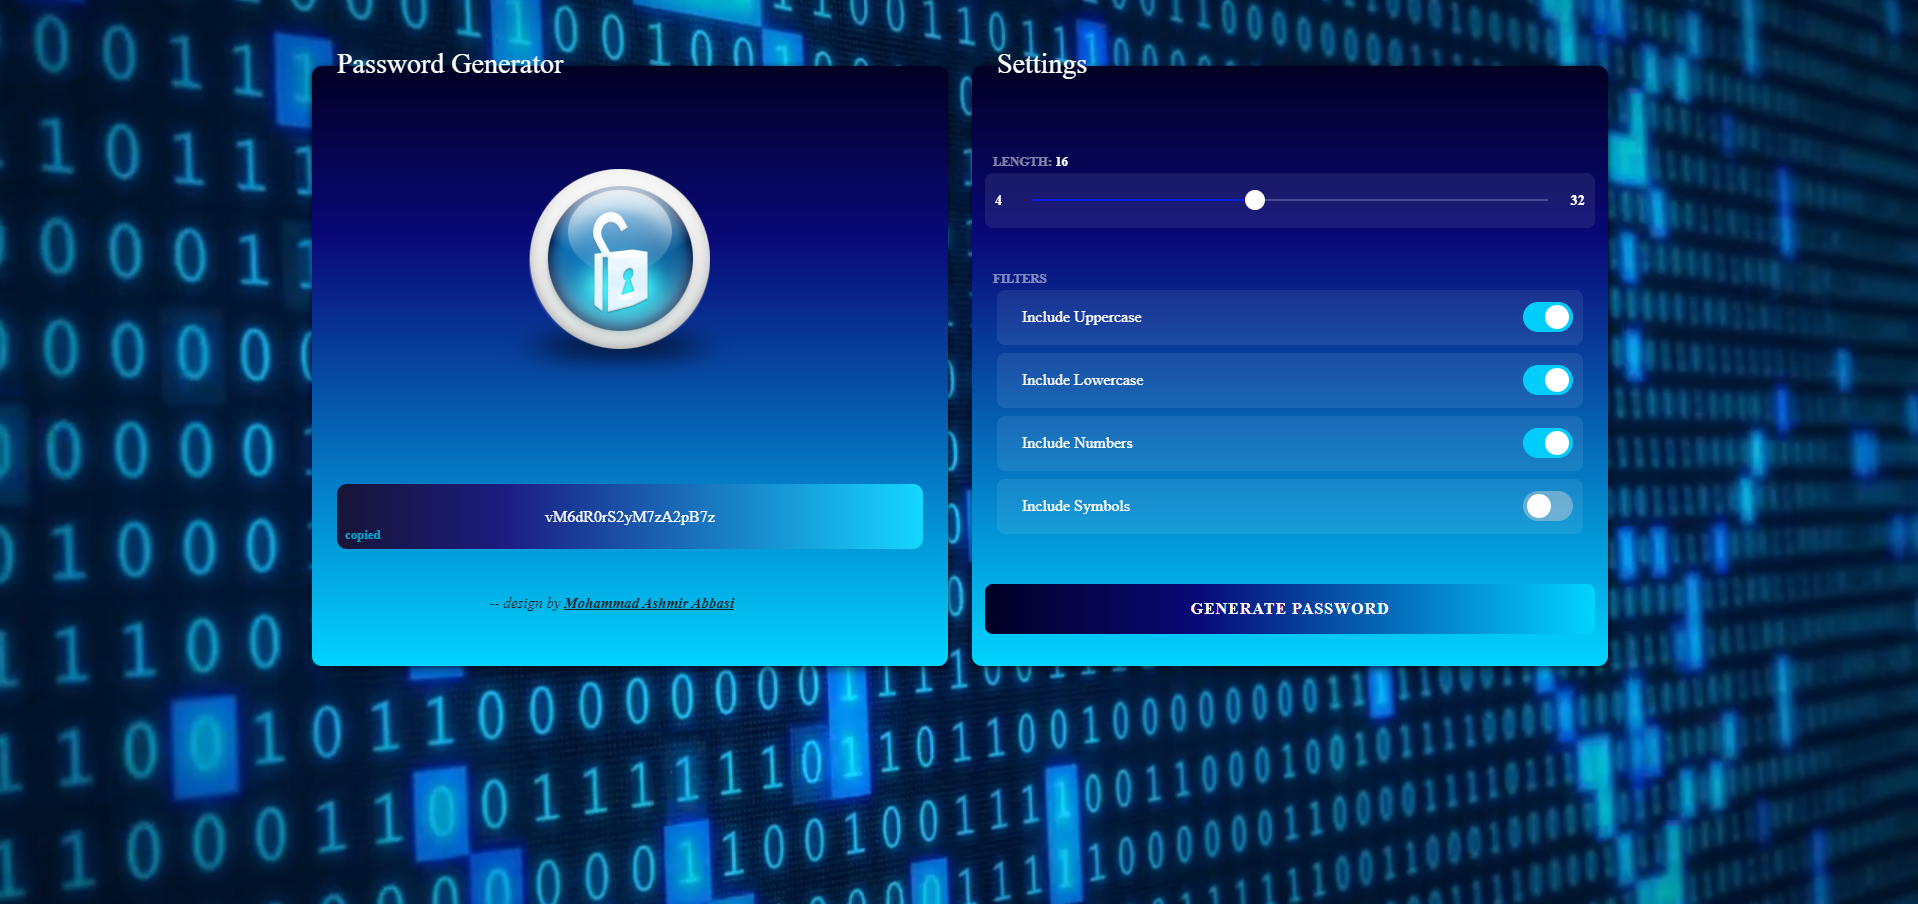 Password Generator
vM6dR0rS2yM7zA2pB7z
copied
-- design by Mohammad Ashmir Abbasi
Settings
LENGTH: 16
4
32
FILTERS
Include Uppercase
Include Lowercase
Include Numbers
Include Symbols
GENERATE PASSWORD